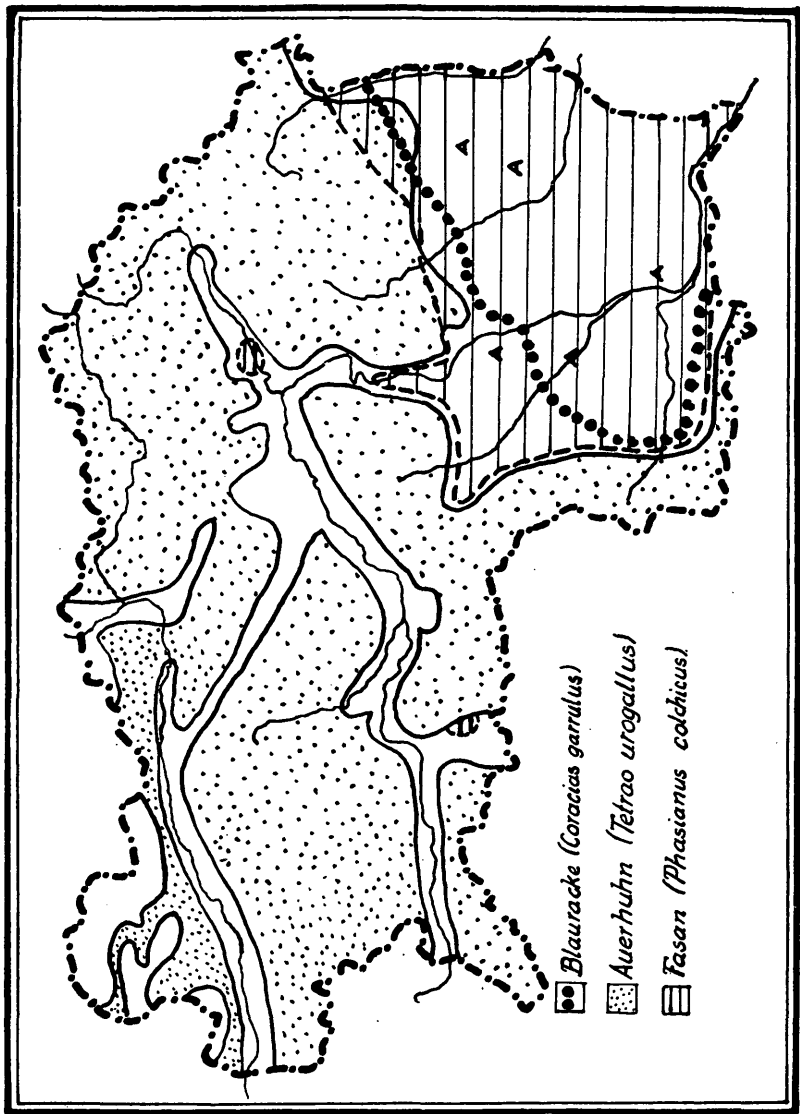 A
A
A
A
A
Blauracke (Coracias garrulus)
Auerhuhn (Tetrao urogallus)
Fasan (Phasianus colchicus).